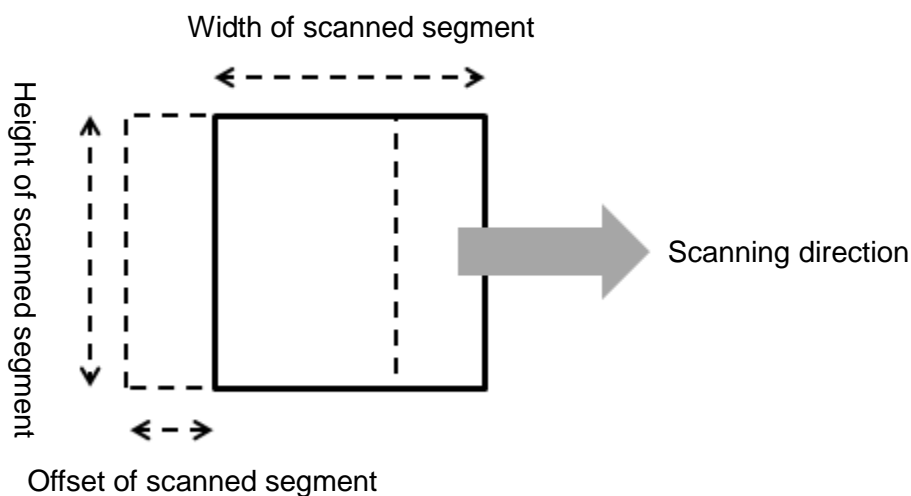 Width of scanned segment
Height of scanned segment
Scanning direction
Offset of scanned segment